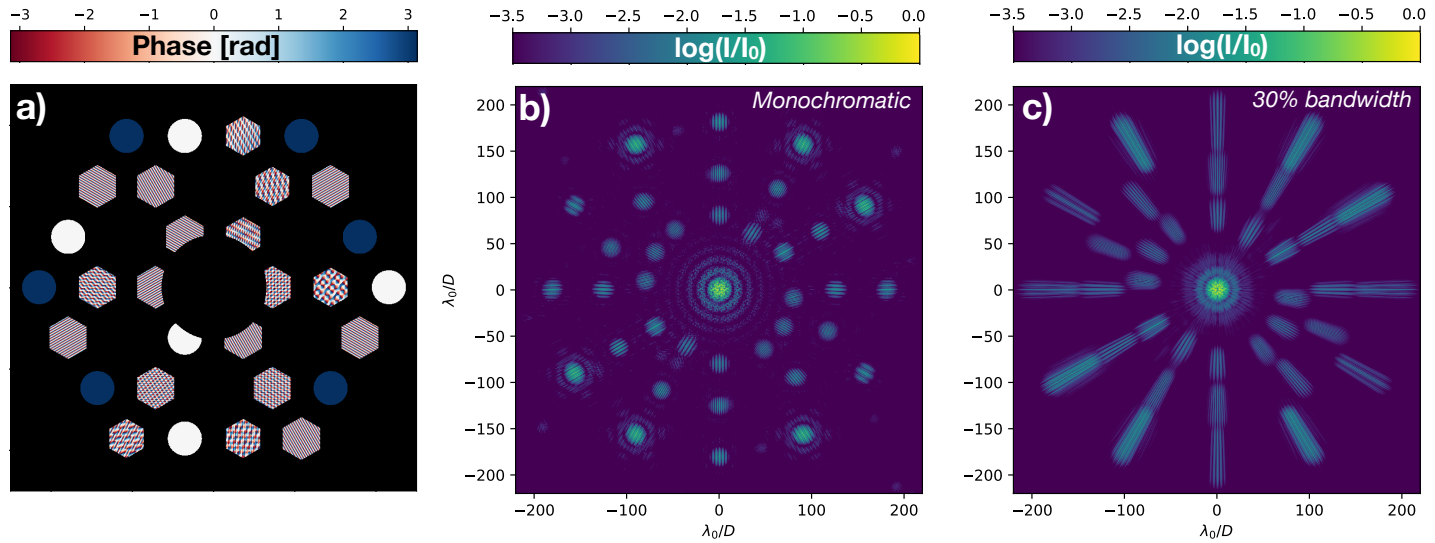 −3 −2 −1 0 1 2 3
Phase [rad]
a)
−3.5 −3.0 −2.5 −2.0 −1.5 −1.0 −0.5 0.0
log(I/I₀)
b)
Monochromatic
200
150
100
50
0
−50
−100
−150
−200
λ₀/D
−200 −100 0 100 200
λ₀/D
−3.5 −3.0 −2.5 −2.0 −1.5 −1.0 −0.5 0.0
log(I/I₀)
c)
30% bandwidth
200
150
100
50
0
−50
−100
−150
−200
−200 −100 0 100 200
λ₀/D